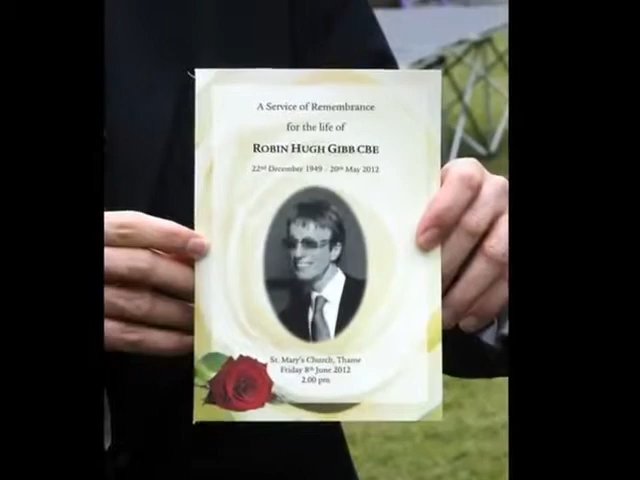 A Service of Remembrance
for the life of
ROBIN HUGH GIBB CBE
22nd December 1949 - 20th May 2012
St. Mary's Church, Thame
Friday 8th June 2012
2.00 pm